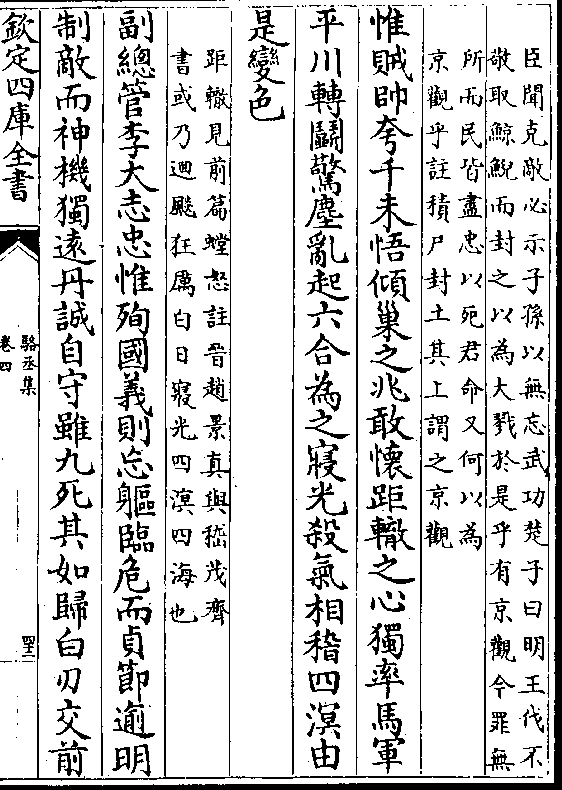 臣聞克敵必示子孫以無忘武功楚子曰明王伐不
敬取鯨鯢而封之以為大戮於是乎有京觀今罪無
所而民皆盡忠以死君命又何以為
京觀乎註積尸封土其上謂之京觀
惟賊帥夸千未悟傾巢之兆敢懷距轍之心獨率馬軍
平川轉鬬驚塵亂起六合為之寢光殺氣相稽四溟由
是變色
距轍見前篇螳怒註晉趙景真與嵇茂齊
書或乃迴飈狂厲白日寢光四溟四海也
副總管李大志忠惟殉國義則忘軀臨危而貞節逾明
制敵而神機獨遠丹誠自守雖九死其如歸白刃交前
欽定四庫全書
駱丞集
卷四